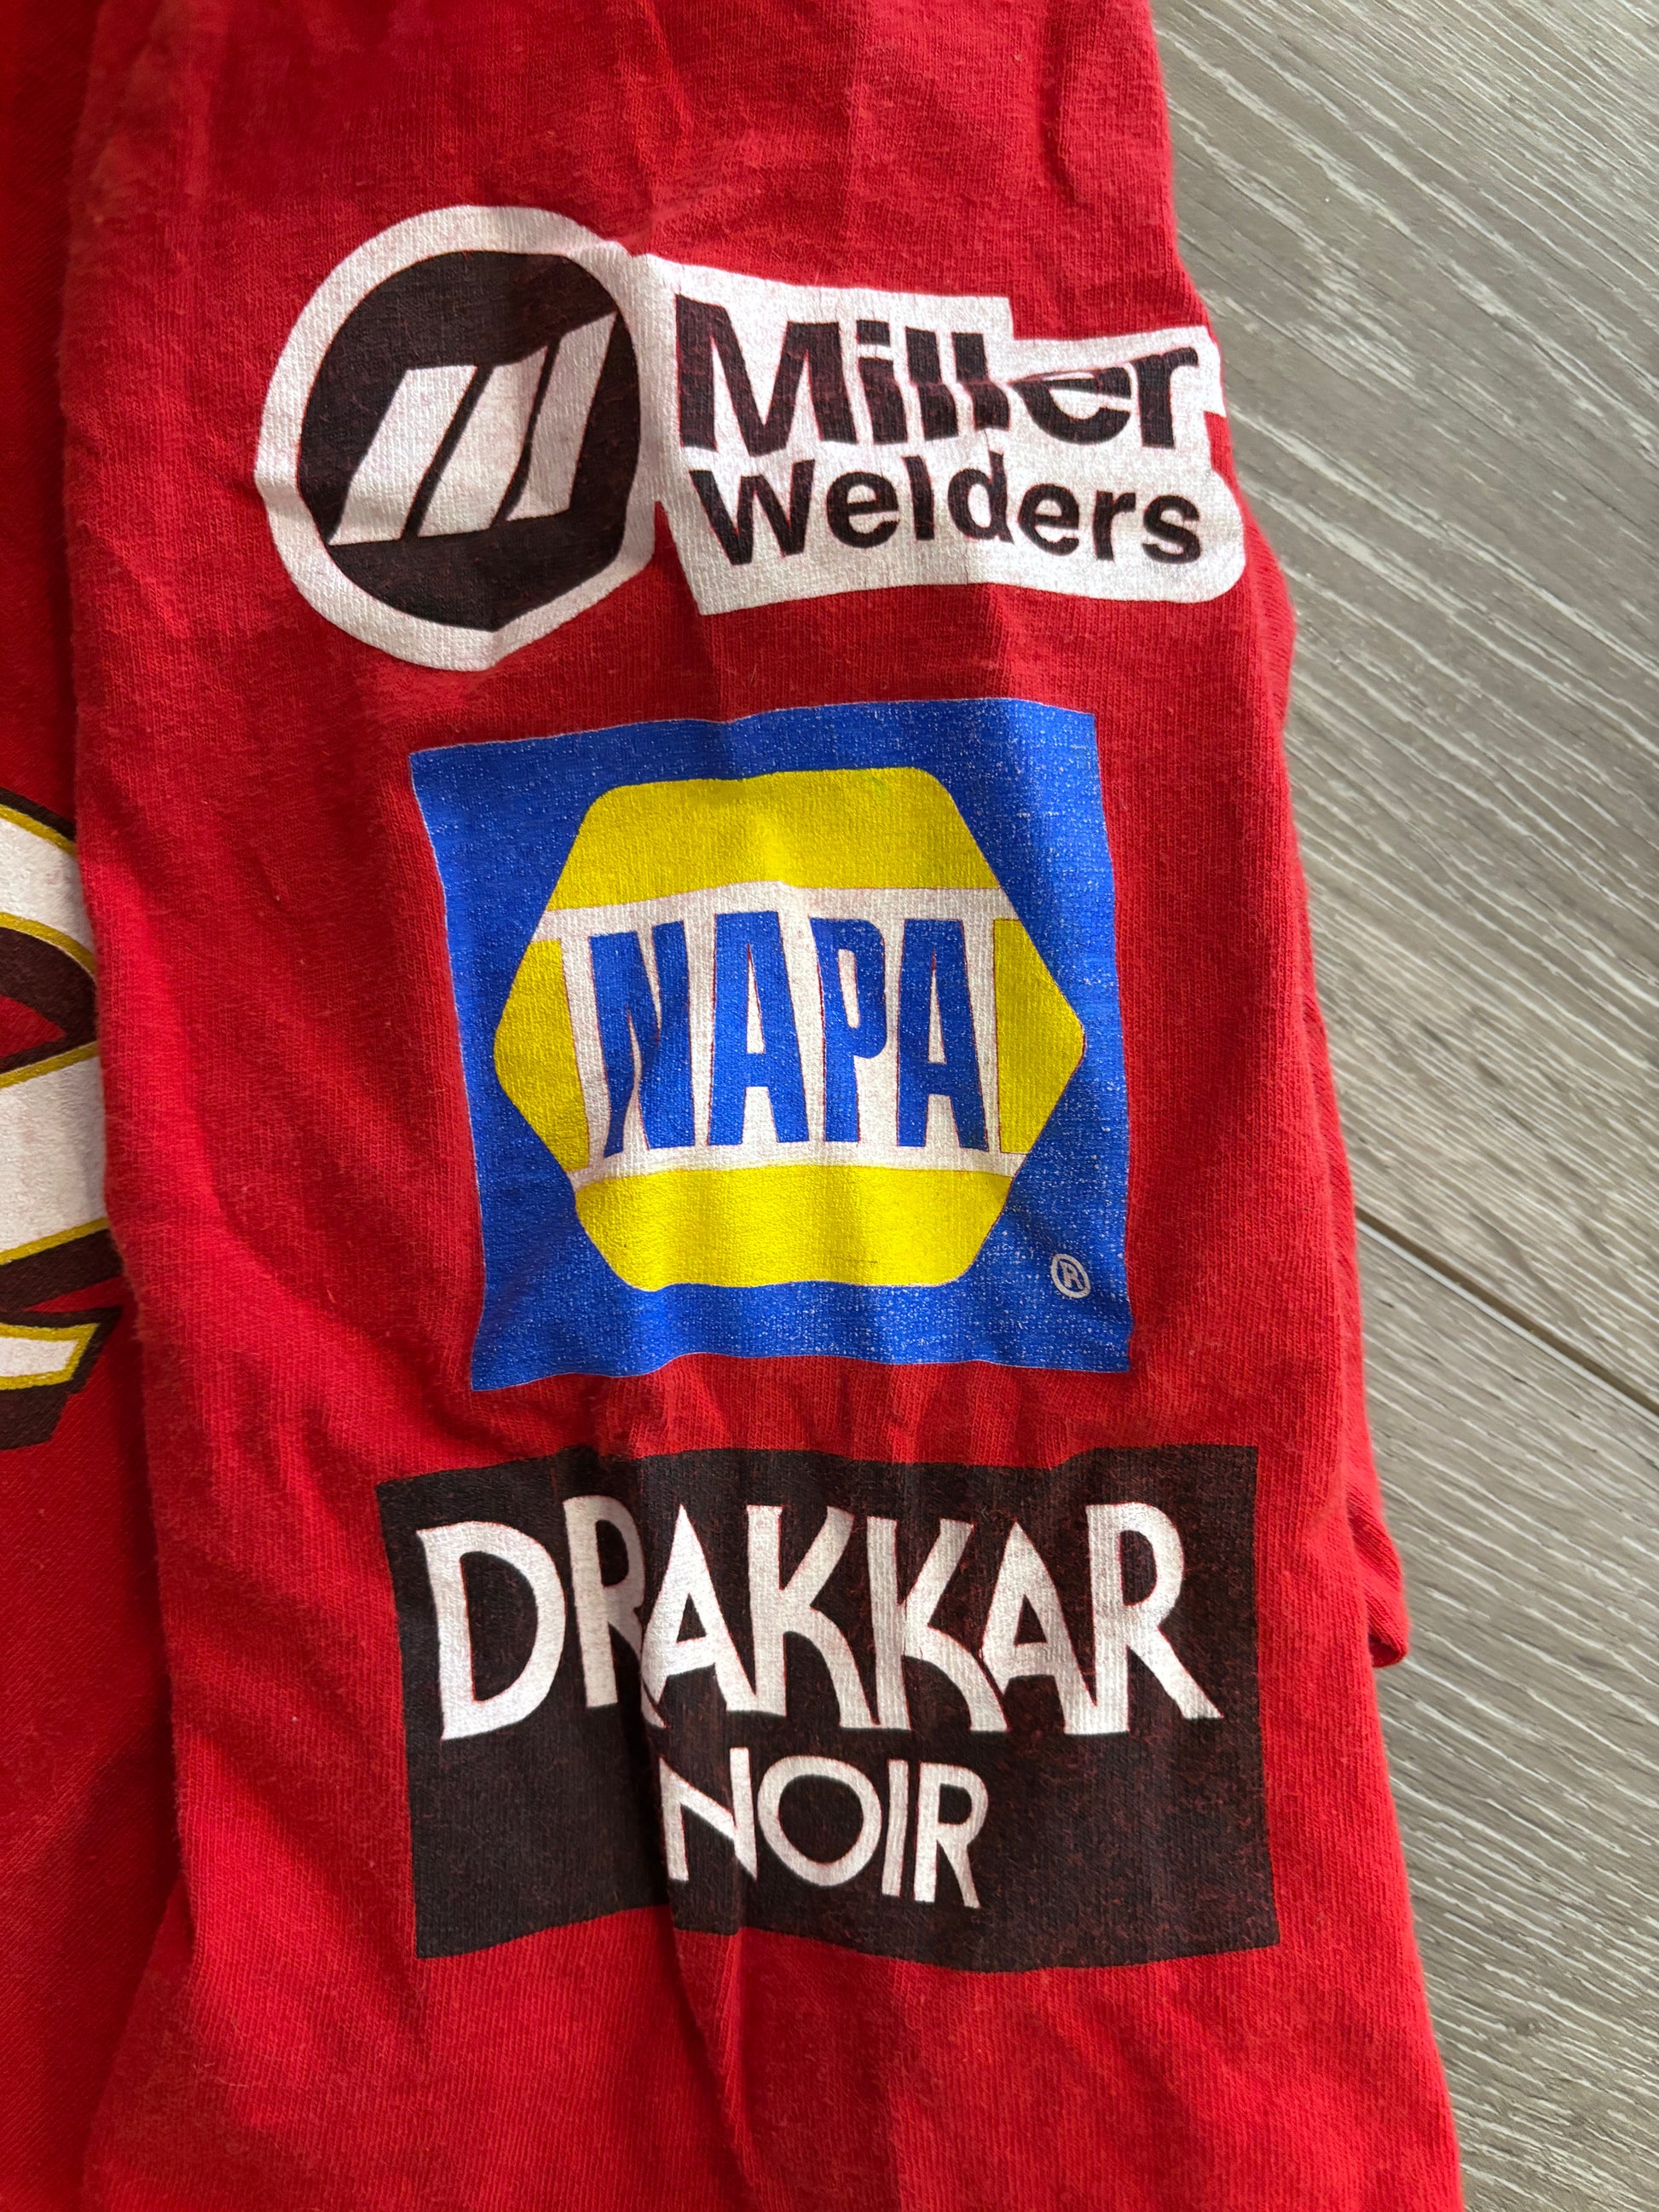 Miller
Welders
NAPA
®
DRAKKAR
NOIR